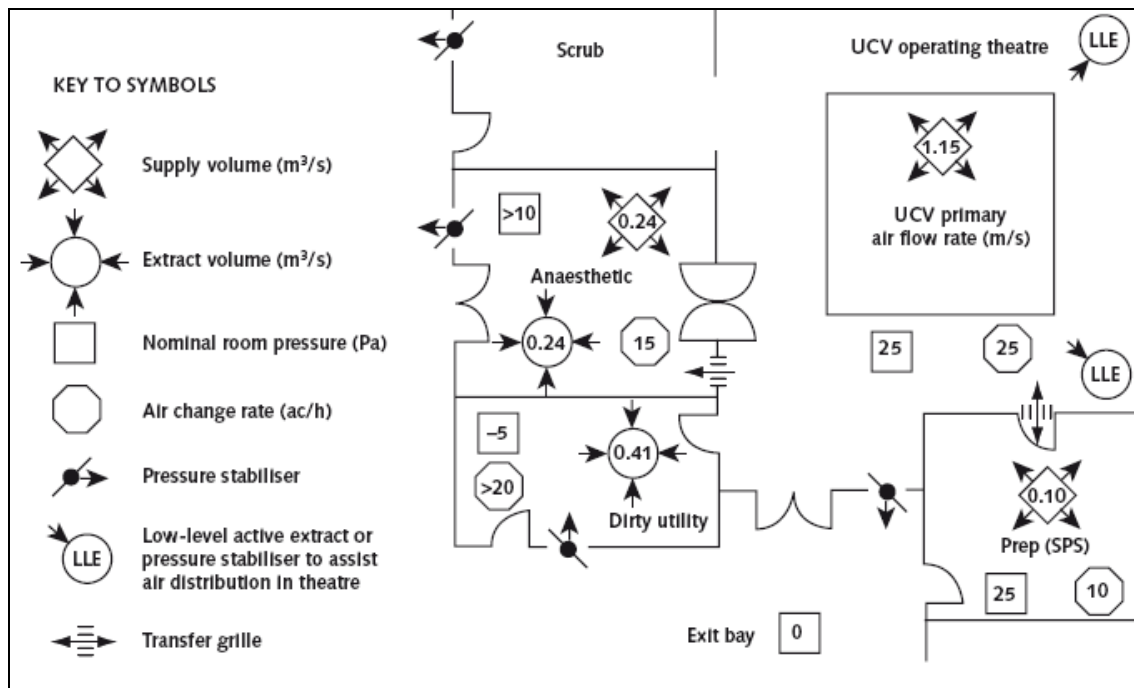 KEY TO SYMBOLS
Supply volume (m³/s)
Extract volume (m³/s)
Nominal room pressure (Pa)
Air change rate (ac/h)
Pressure stabiliser
LLE
Low-level active extract or
pressure stabiliser to assist
air distribution in theatre
Transfer grille
Scrub
UCV operating theatre
LLE
1.15
UCV primary
air flow rate (m/s)
>10
0.24
Anaesthetic
0.24
15
25
25
LLE
–5
>20
0.41
Dirty utility
0.10
Prep (SPS)
25
10
Exit bay
0